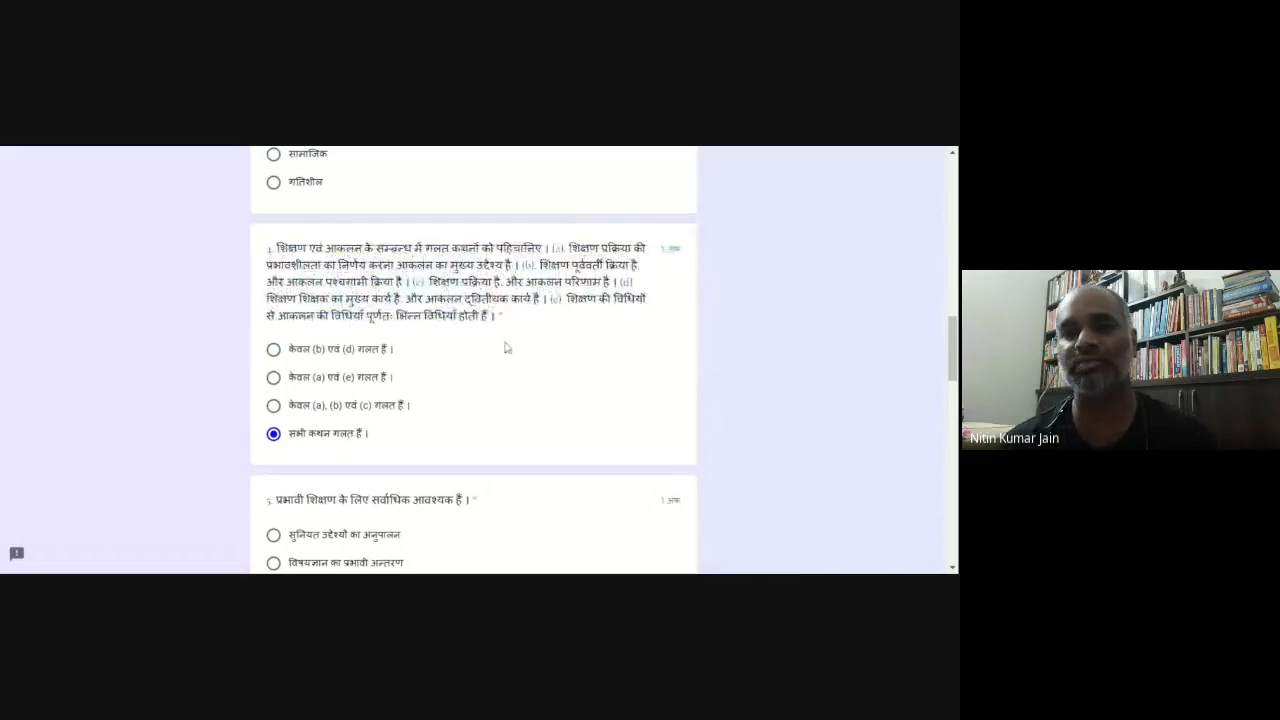 सामाजिक
गतिशील
4. शिक्षण एवं आकलन के सम्बन्ध में गलत कथनों को पहिचानिए । (a). शिक्षण प्रक्रिया की
1 अंक
प्रभावशीलता का निर्णय करना आकलन का मुख्य उद्देश्य है । (b). शिक्षण पूर्ववर्ती क्रिया है,
और आकलन पश्चगामी क्रिया है । (c). शिक्षण प्रक्रिया है, और आकलन परिणाम है । (d)
शिक्षण शिक्षक का मुख्य कार्य है, और आकलन द्वितीयक कार्य है । (e) शिक्षण की विधियों
से आकलन की विधियाँ पूर्णतः भिन्न विधियाँ होती हैं । *
केवल (b) एवं (d) गलत हैं ।
केवल (a) एवं (e) गलत हैं ।
केवल (a), (b) एवं (c) गलत हैं ।
सभी कथन गलत हैं ।
5. प्रभावी शिक्षण के लिए सर्वाधिक आवश्यक हैं । *
1 अंक
सुनियत उद्देश्यों का अनुपालन
विषयज्ञान का प्रभावी अन्तरण
Nitin Kumar Jain